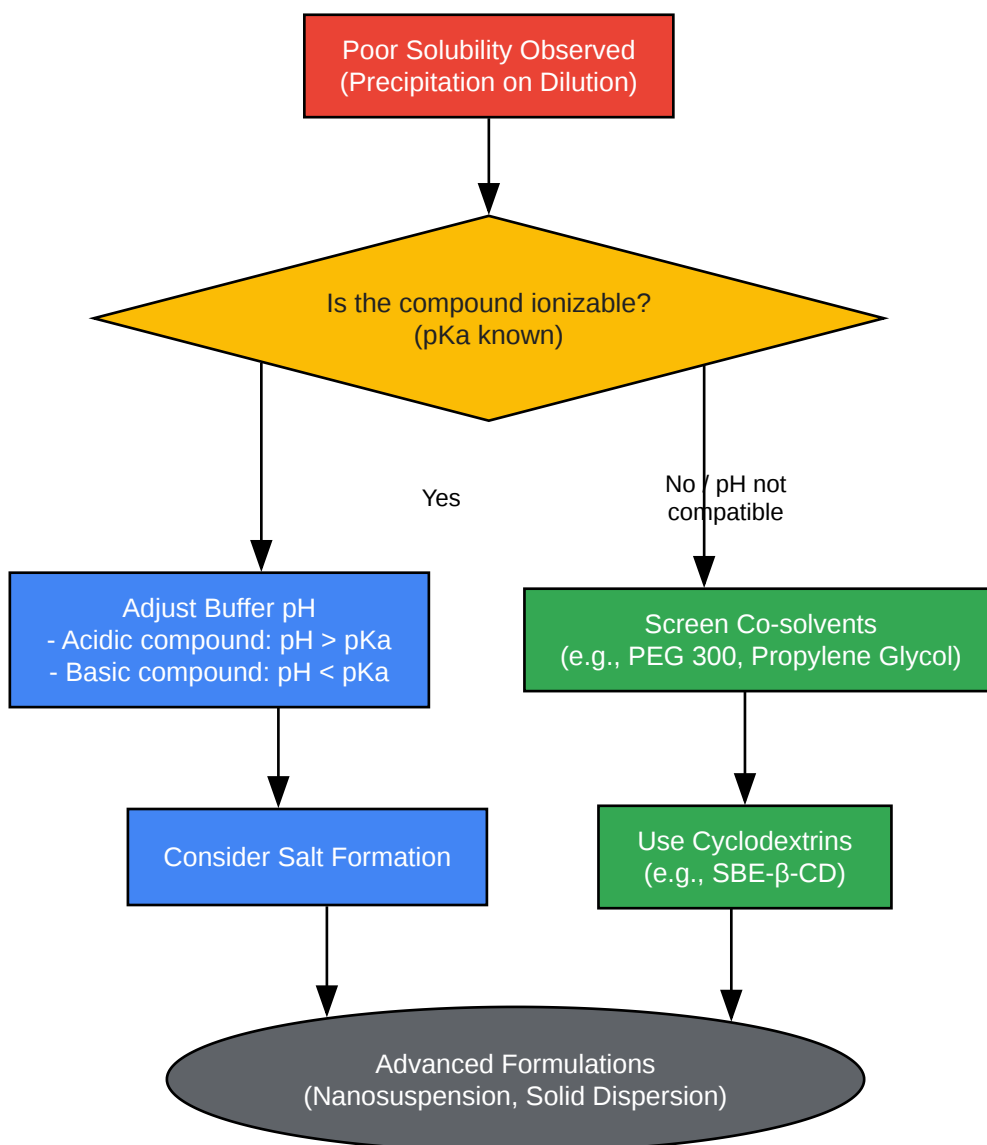 Poor Solubility Observed
(Precipitation on Dilution)
Is the compound ionizable?
(pKa known)
Yes
No / pH not
compatible
Adjust Buffer pH
- Acidic compound: pH > pKa
- Basic compound: pH < pKa
Screen Co-solvents
(e.g., PEG 300, Propylene Glycol)
Consider Salt Formation
Use Cyclodextrins
(e.g., SBE-β-CD)
Advanced Formulations
(Nanosuspension, Solid Dispersion)